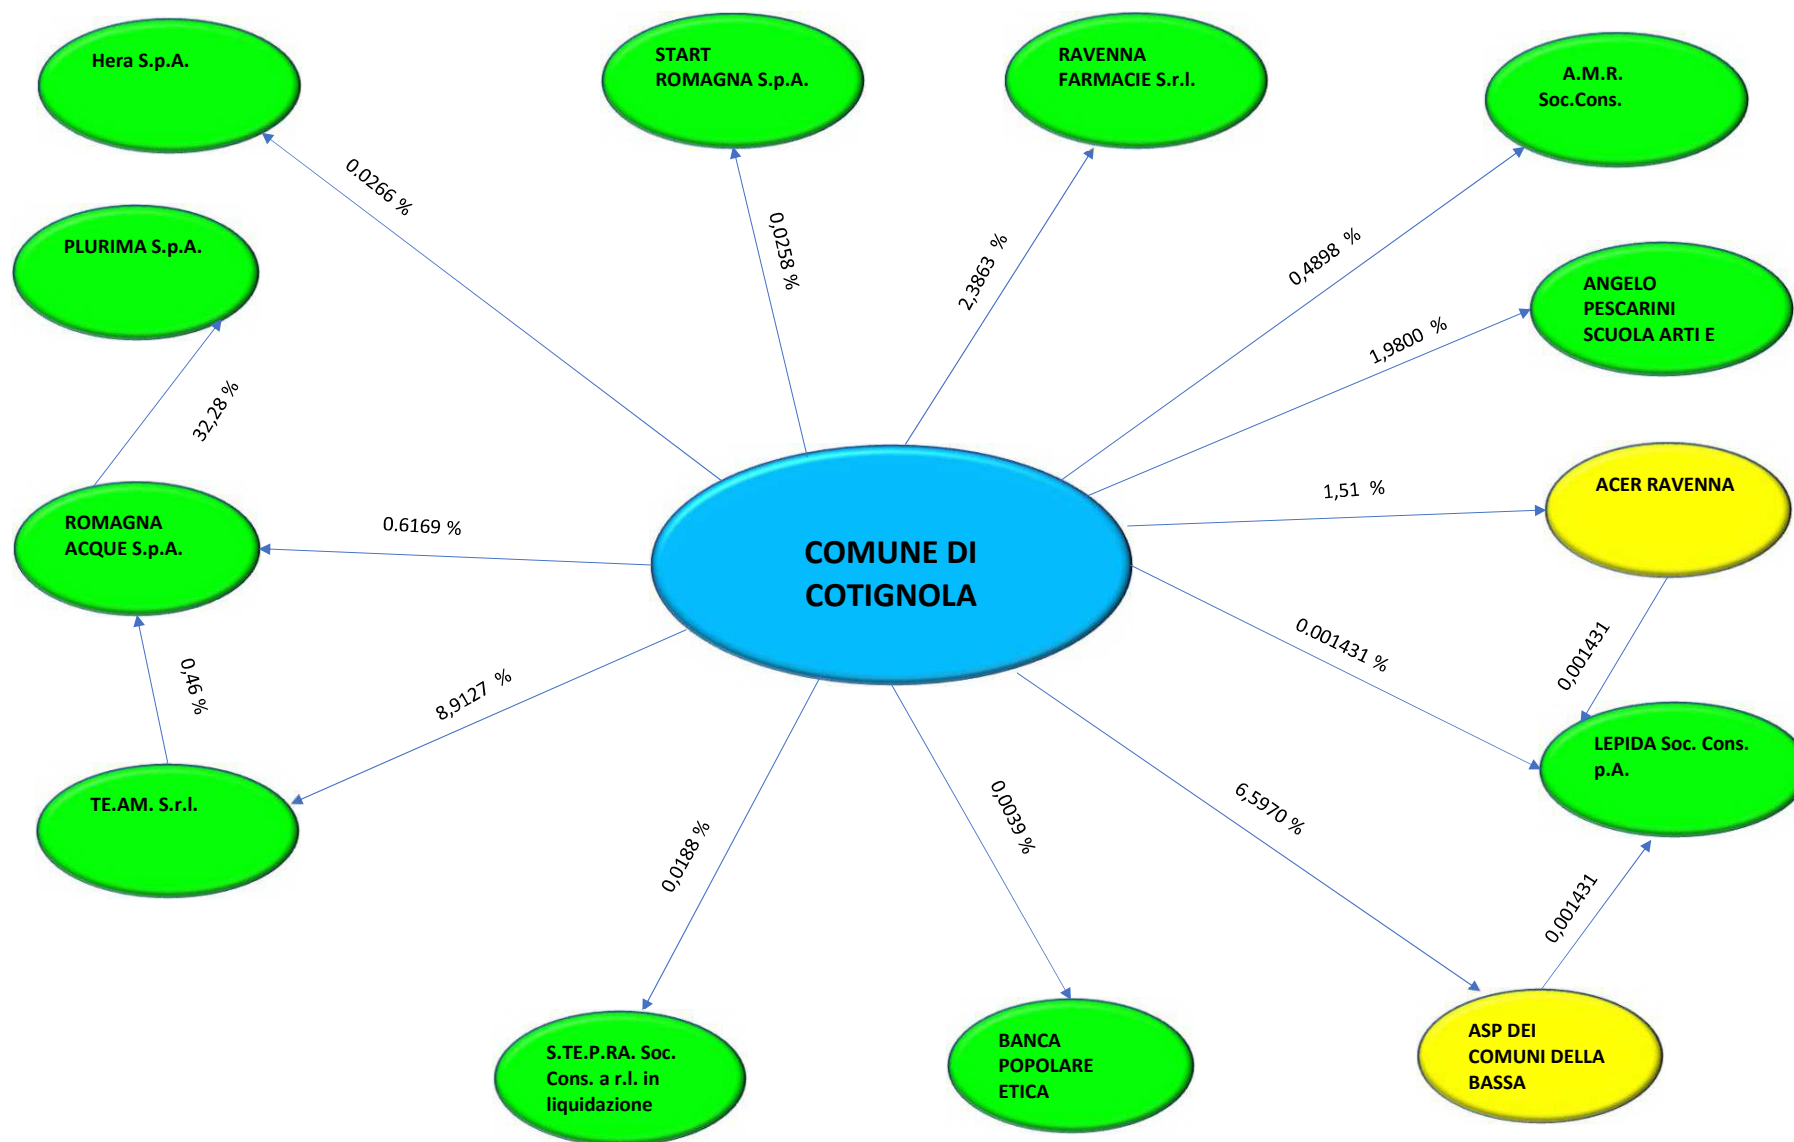 Hera S.p.A.
START
ROMAGNA S.p.A.
RAVENNA
FARMACIE S.r.l.
A.M.R.
Soc.Cons.
0.0266 %
0,0258 %
2,3863 %
0,4898 %
PLURIMA S.p.A.
ANGELO
PESCARINI
SCUOLA ARTI E
1,9800 %
32,28 %
ACER RAVENNA
1,51 %
ROMAGNA
ACQUE S.p.A.
0.6169 %
COMUNE DI
COTIGNOLA
0.001431 %
0,001431
0,46 %
8,9127 %
LEPIDA Soc. Cons.
p.A.
TE.AM. S.r.l.
0,0188 %
0,0039 %
6,5970 %
0,001431
S.TE.P.RA. Soc.
Cons. a r.l. in
liquidazione
BANCA
POPOLARE
ETICA
ASP DEI
COMUNI DELLA
BASSA